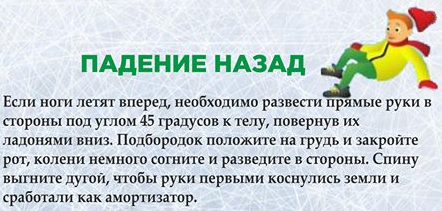 ПАДЕНИЕ НАЗАД
Если ноги летят вперед, необходимо развести прямые руки в
стороны под углом 45 градусов к телу, повернув их
ладонями вниз. Подбородок положите на грудь и закройте
рот, колени немного согните и разведите в стороны. Спину
выгните дугой, чтобы руки первыми коснулись земли и
сработали как амортизатор.